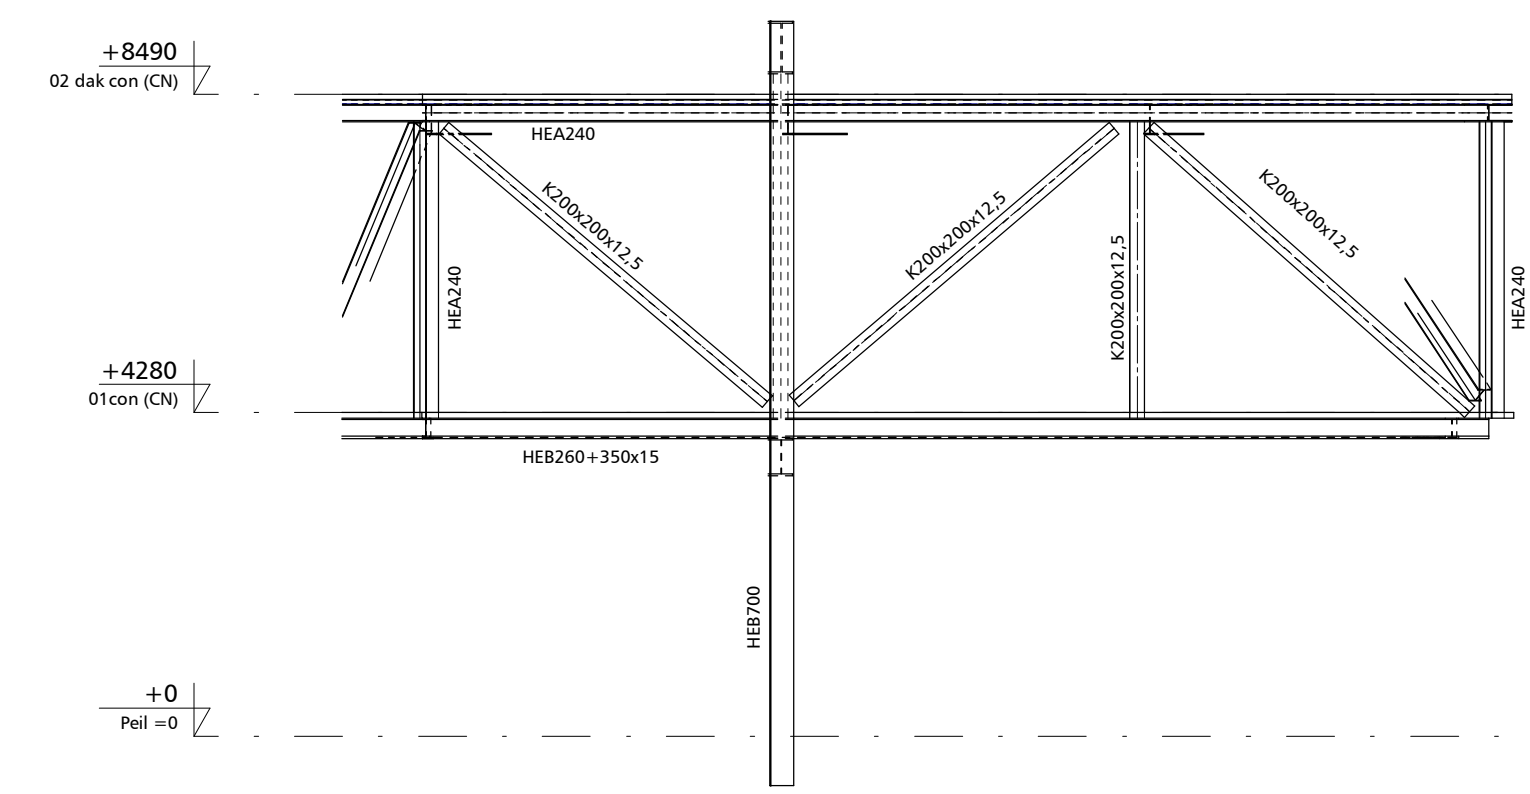 +8490
02 dak con (CN)
HEA240
K200x200x12,5
K200x200x12,5
K200x200x12,5
K200x200x12,5
HEA240
HEA240
+4280
01con (CN)
HEB260+350x15
HEB700
+0
Peil =0